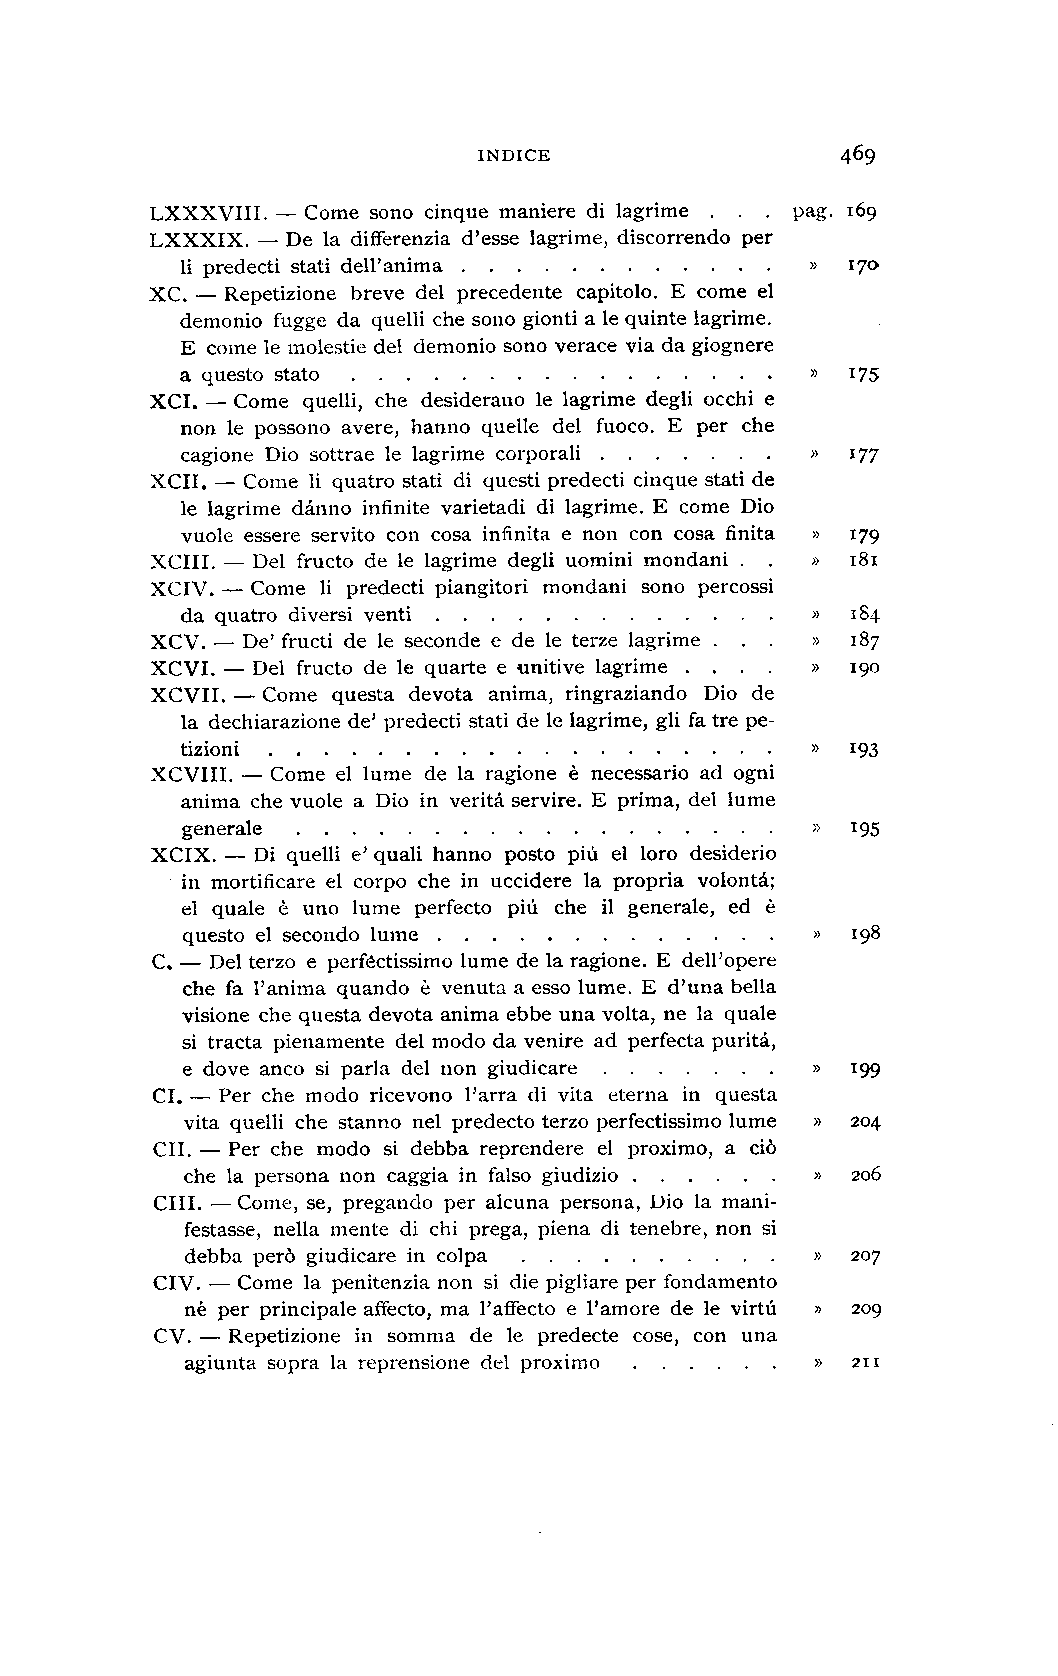 INDICE 469
LXXXVIII. — Come sono cinque maniere di lagrime . . . pag. 169
LXXXIX. — De la differenzia d'esse lagrime, discorrendo per
li predecti stati dell'anima . . . . . . . . . . . . » 170
XC. — Repetizione breve del precedente capitolo. E come el
demonio fugge da quelli che sono gionti a le quinte lagrime.
E come le molestie del demonio sono verace via da giognere
a questo stato . . . . . . . . . . . . . . . . » 175
XCI. — Come quelli, che desiderano le lagrime degli occhi e
non le possono avere, hanno quelle del fuoco. E per che
cagione Dio sottrae le lagrime corporali . . . . . . . » 177
XCII. — Come li quatro stati di questi predecti cinque stati de
le lagrime dánno infinite varietadi di lagrime. E come Dio
vuole essere servito con cosa infinita e non con cosa finita » 179
XCIII. — Del fructo de le lagrime degli uomini mondani . . » 181
XCIV. — Come li predecti piangitori mondani sono percossi
da quatro diversi venti . . . . . . . . . . . . . » 184
XCV. — De' fructi de le seconde e de le terze lagrime . . . » 187
XCVI. — Del fructo de le quarte e unitive lagrime . . . . » 190
XCVII. — Come questa devota anima, ringraziando Dio de
la dechiarazione de' predecti stati de le lagrime, gli fa tre pe-
tizioni . . . . . . . . . . . . . . . . . . . » 193
XCVIII. — Come el lume de la ragione è necessario ad ogni
anima che vuole a Dio in veritá servire. E prima, del lume
generale . . . . . . . . . . . . . . . . . . » 195
XCIX. — Di quelli e' quali hanno posto piú el loro desiderio
in mortificare el corpo che in uccidere la propria volontá;
el quale è uno lume perfecto piú che il generale, ed è
questo el secondo lume . . . . . . . . . . . . . » 198
C. — Del terzo e perfèctissimo lume de la ragione. E dell'opere
che fa l'anima quando è venuta a esso lume. E d'una bella
visione che questa devota anima ebbe una volta, ne la quale
si tracta pienamente del modo da venire ad perfecta puritá,
e dove anco si parla del non giudicare . . . . . . . » 199
CI. — Per che modo ricevono l'arra di vita eterna in questa
vita quelli che stanno nel predecto terzo perfectissimo lume » 204
CII. — Per che modo si debba reprendere el proximo, a ciò
che la persona non caggia in falso giudizio . . . . . . » 206
CIII. — Come, se, pregando per alcuna persona, Dio la mani-
festasse, nella mente di chi prega, piena di tenebre, non si
debba però giudicare in colpa . . . . . . . . . . » 207
CIV. — Come la penitenzia non si die pigliare per fondamento
né per principale affecto, ma l'affecto e l'amore de le virtú » 209
CV. — Repetizione in somma de le predecte cose, con una
agiunta sopra la reprensione del proximo . . . . . . » 211